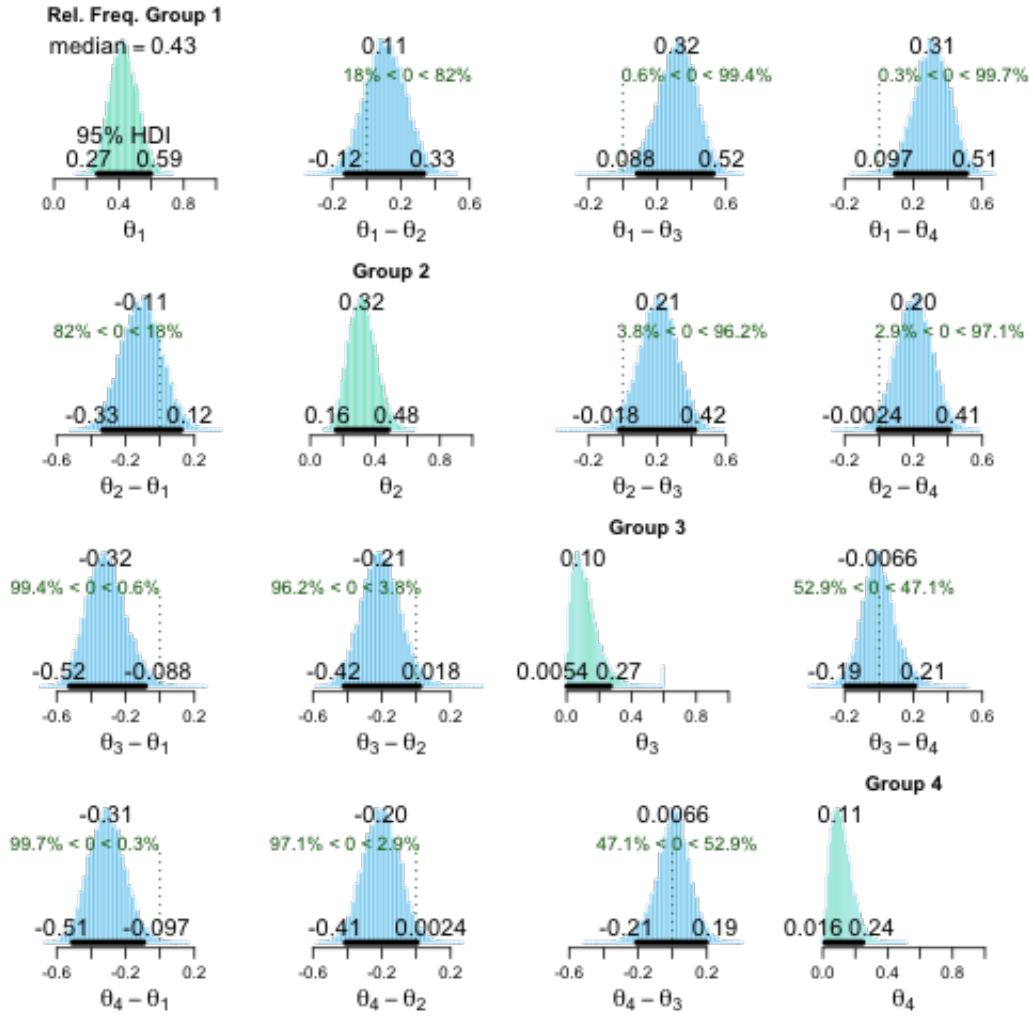 Rel. Freq. Group 1
median = 0.43 0.11 0.32 0.31
18% < 0 < 82% 0.6% < 0 < 99.4% 0.3% < 0 < 99.7%
95% HDI
0.27 0.59 -0.12 0.33 0.088 0.52 0.097 0.51
0.0 0.4 0.8 -0.2 0.2 0.6 -0.2 0.2 0.6 -0.2 0.2 0.6
θ1 θ1 − θ2 θ1 − θ3 θ1 − θ4
Group 2
-0.11 0.32 0.21 0.20
82% < 0 < 18% 3.8% < 0 < 96.2% 2.9% < 0 < 97.1%
-0.33 0.12 0.16 0.48 -0.018 0.42 -0.0024 0.41
-0.6 -0.2 0.2 0.0 0.4 0.8 -0.2 0.2 0.6 -0.2 0.2 0.6
θ2 − θ1 θ2 θ2 − θ3 θ2 − θ4
Group 3
-0.32 -0.21 0.10 -0.0066
99.4% < 0 < 0.6% 96.2% < 0 < 3.8% 52.9% < 0 < 47.1%
-0.52 -0.088 -0.42 0.018 0.0054 0.27 -0.19 0.21
-0.6 -0.2 0.2 -0.6 -0.2 0.2 0.0 0.4 0.8 -0.2 0.2 0.6
θ3 − θ1 θ3 − θ2 θ3 θ3 − θ4
Group 4
-0.31 -0.20 0.0066 0.11
99.7% < 0 < 0.3% 97.1% < 0 < 2.9% 47.1% < 0 < 52.9%
-0.51 -0.097 -0.41 0.0024 -0.21 0.19 0.016 0.24
-0.6 -0.2 0.2 -0.6 -0.2 0.2 -0.6 -0.2 0.2 0.0 0.4 0.8
θ4 − θ1 θ4 − θ2 θ4 − θ3 θ4